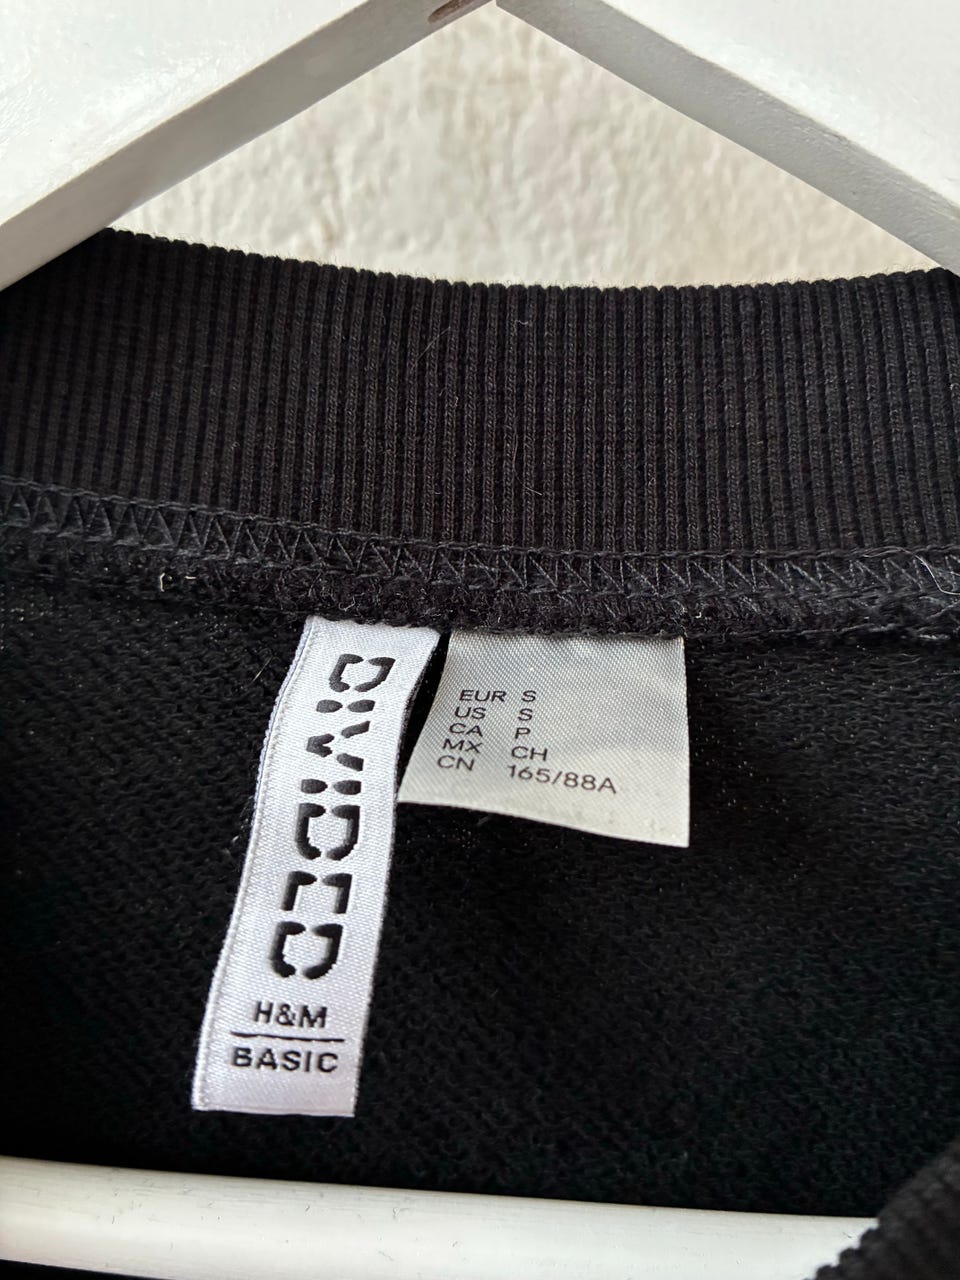 DIVIDED
H&M
BASIC
EUR S
US S
CA P
MX CH
CN 165/88A